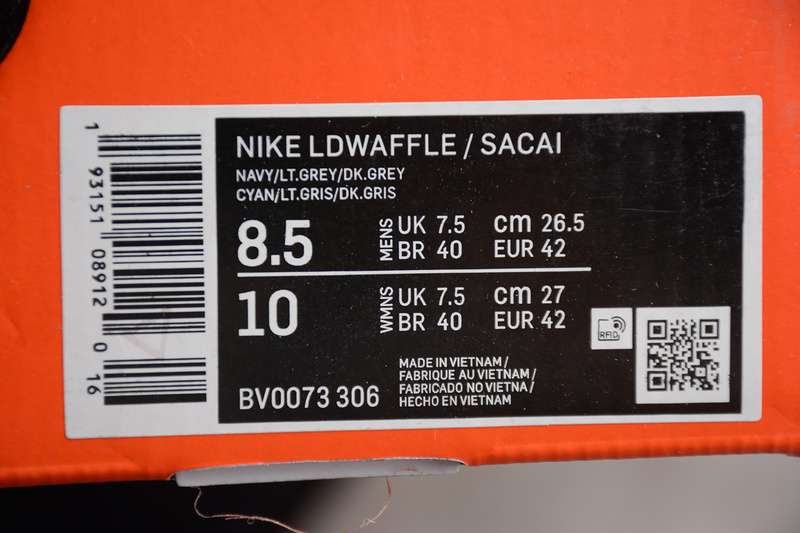 NIKE LDWAFFLE / SACAI
NAVY/LT.GREY/DK.GREY
CYAN/LT.GRIS/DK.GRIS
8.5 MENS UK 7.5 cm 26.5
BR 40 EUR 42
10 WMNS UK 7.5 cm 27
BR 40 EUR 42
RFID
BV0073 306
MADE IN VIETNAM /
FABRIQUE AU VIETNAM /
FABRICADO NO VIETNA /
HECHO EN VIETNAM
1 93151 08912 0 16